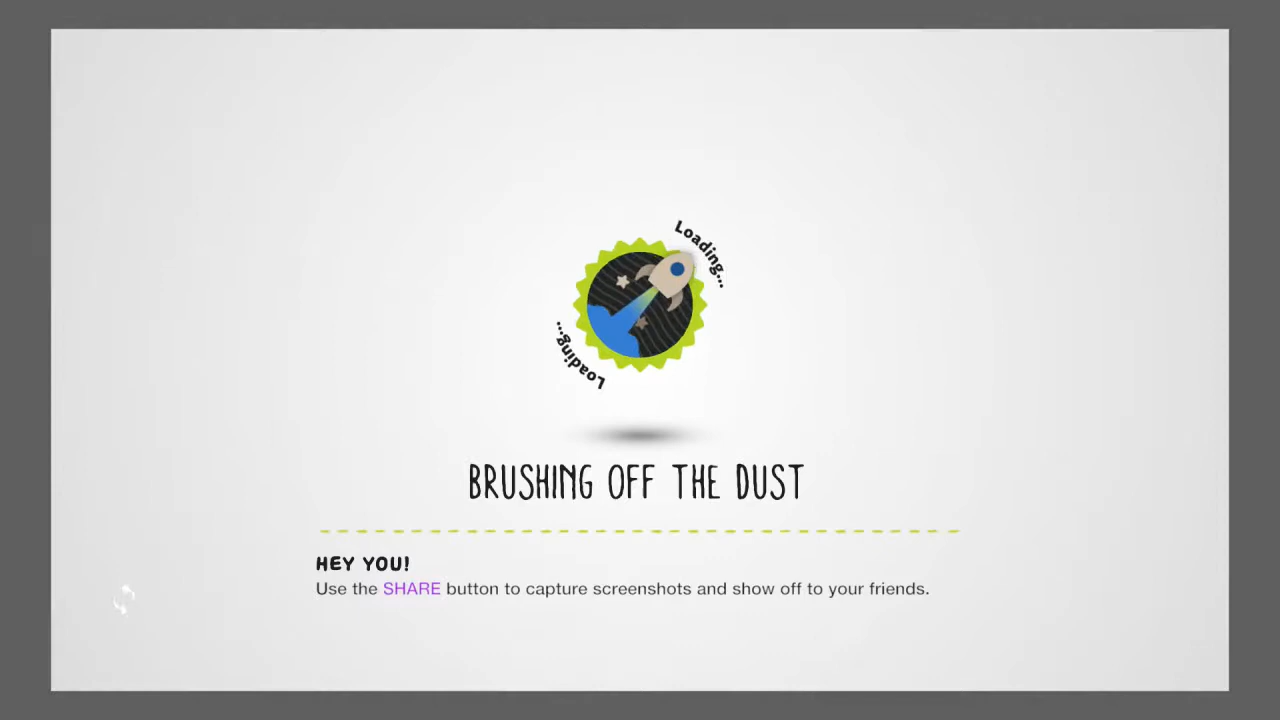 Loading...
Loading...
BRUSHING OFF THE DUST
HEY YOU!
Use the SHARE button to capture screenshots and show off to your friends.